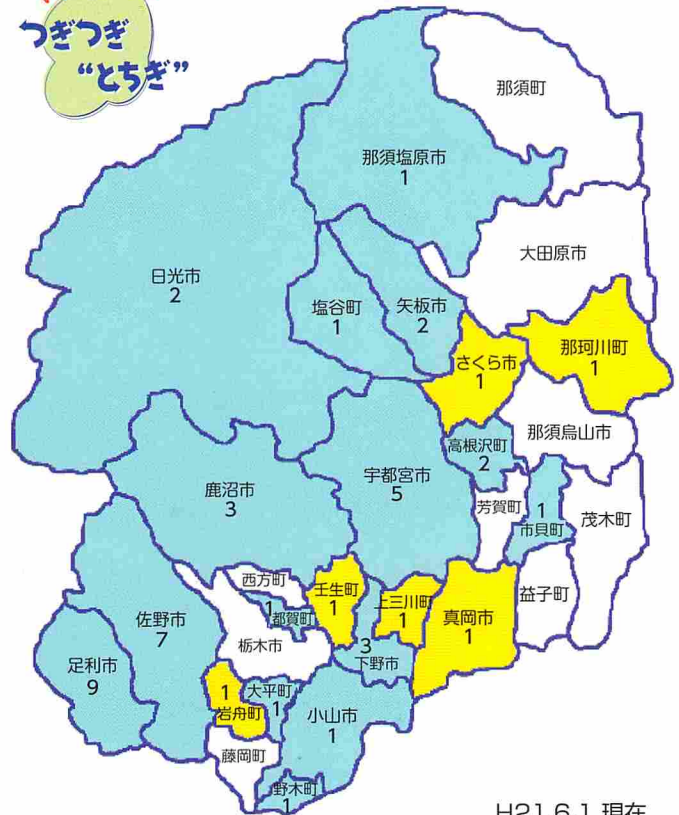 つぎつぎ
“とちぎ”
那須町
那須塩原市
1
大田原市
日光市
2
塩谷町
1
矢板市
2
さくら市
1
那珂川町
1
那須烏山市
高根沢町
2
宇都宮市
5
鹿沼市
3
芳賀町
1
市貝町
茂木町
西方町
壬生町
1
上三川町
1
真岡市
1
益子町
1
都賀町
佐野市
7
栃木市
3
下野市
足利市
9
1
岩舟町
大平町
1
小山市
1
藤岡町
野木町
1
H21.6.1 現在